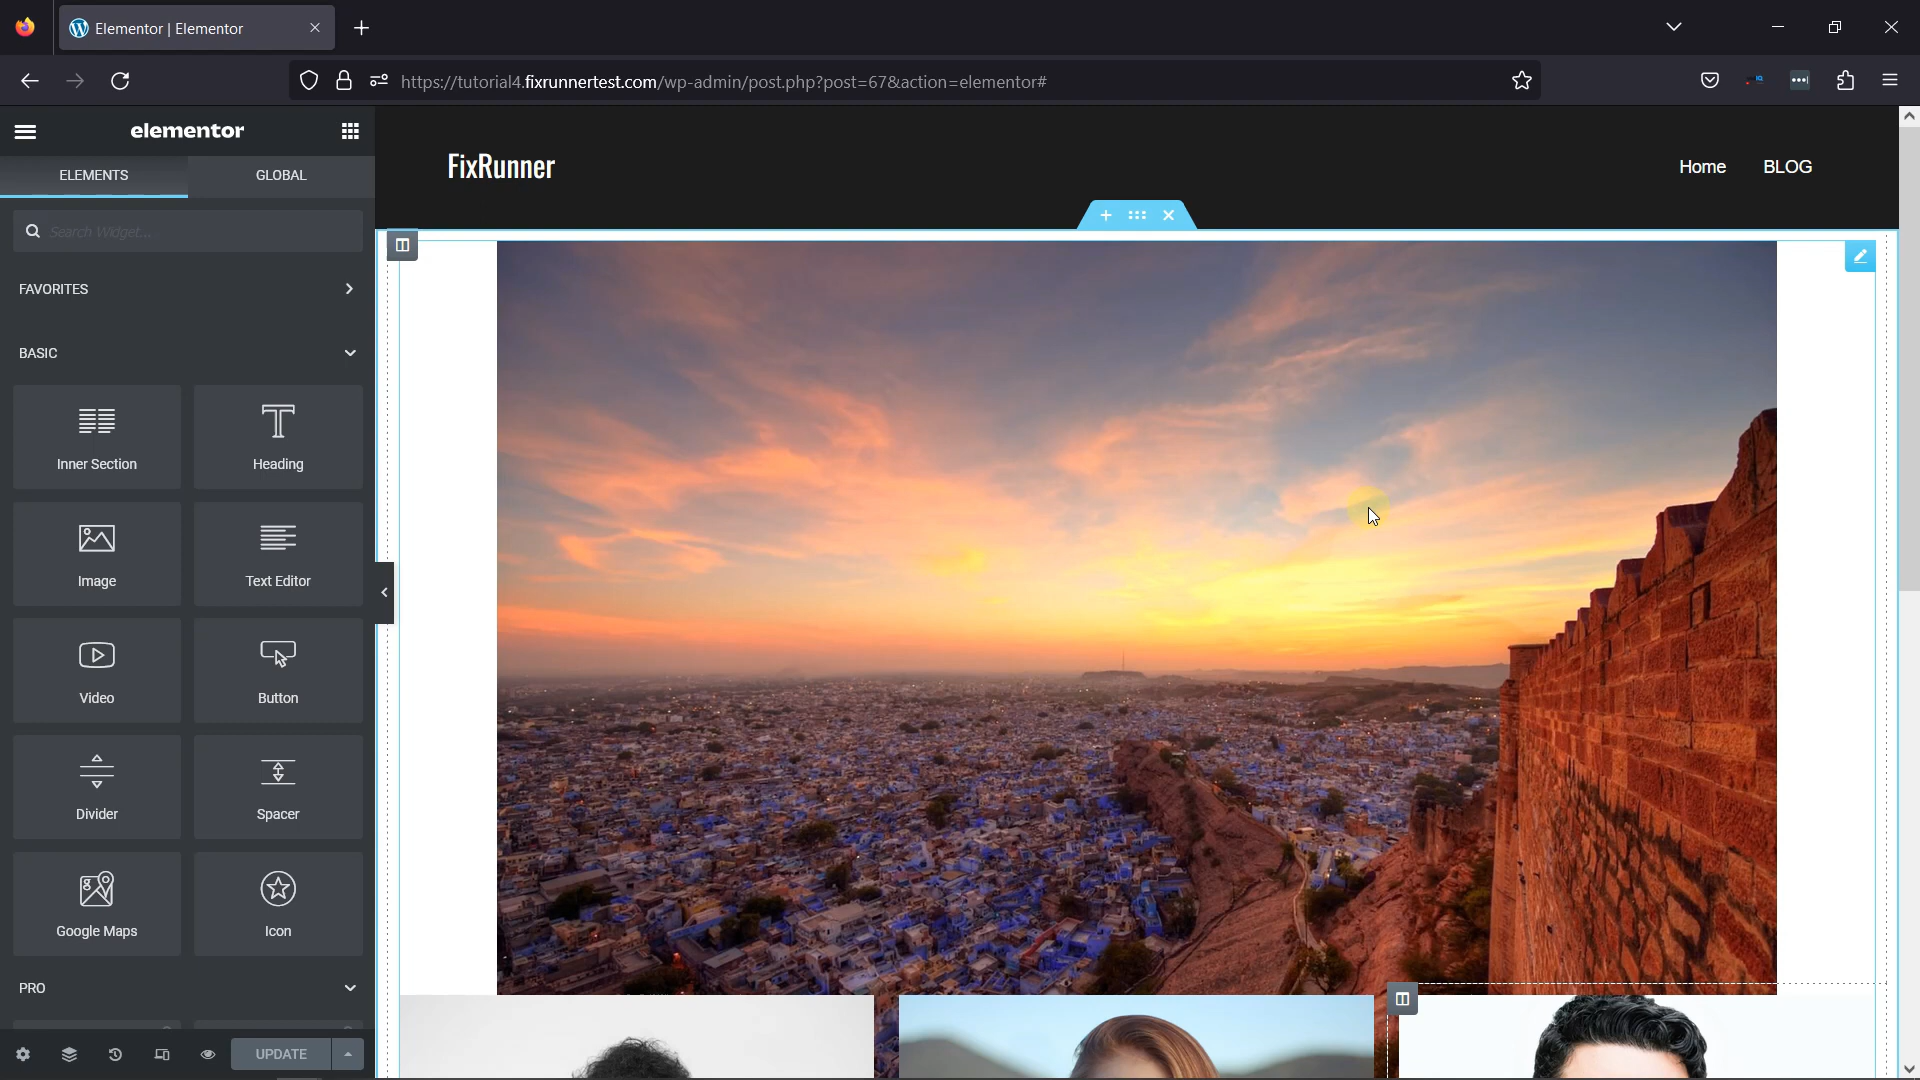 Elementor | Elementor
https://tutorial4.fixrunnertest.com/wp-admin/post.php?post=67&action=elementor#
elementor
ELEMENTS
GLOBAL
Search Widget...
FAVORITES
BASIC
Inner Section
Heading
Image
Text Editor
Video
Button
Divider
Spacer
Google Maps
Icon
PRO
UPDATE
FixRunner
Home
BLOG